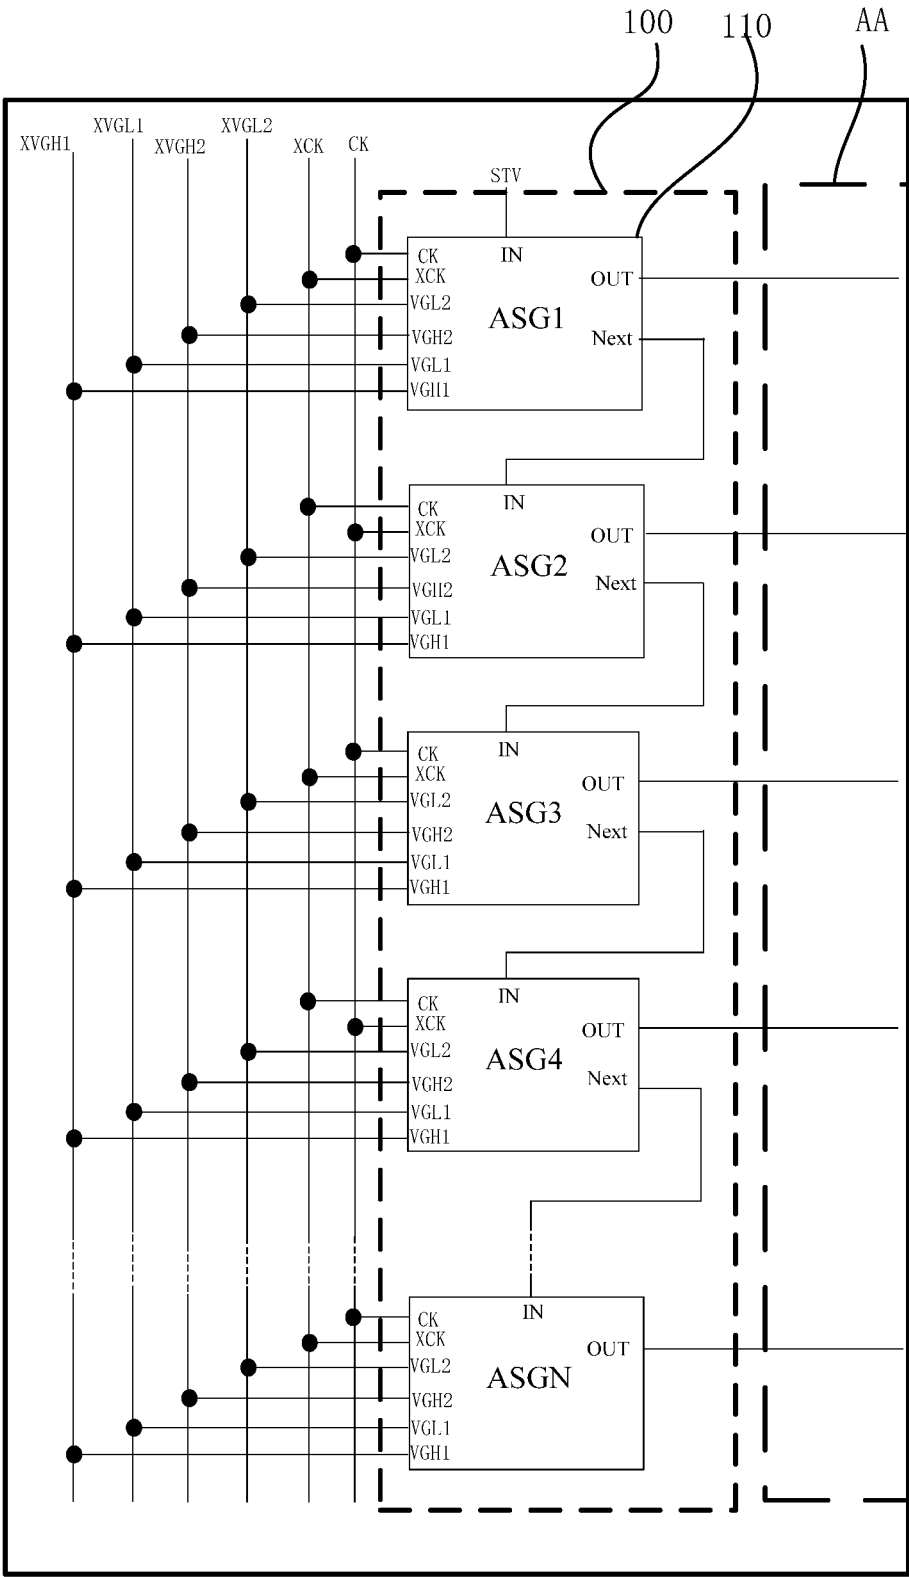 100
110
AA
XVGH1
XVGL1
XVGH2
XVGL2
XCK
CK
STV
IN
CK
XCK
VGL2
VGH2
VGL1
VGH1
ASG1
OUT
Next
IN
CK
XCK
VGL2
VGH2
VGL1
VGH1
ASG2
OUT
Next
IN
CK
XCK
VGL2
VGH2
VGL1
VGH1
ASG3
OUT
Next
IN
CK
XCK
VGL2
VGH2
VGL1
VGH1
ASG4
OUT
Next
IN
CK
XCK
VGL2
VGH2
VGL1
VGH1
ASGN
OUT